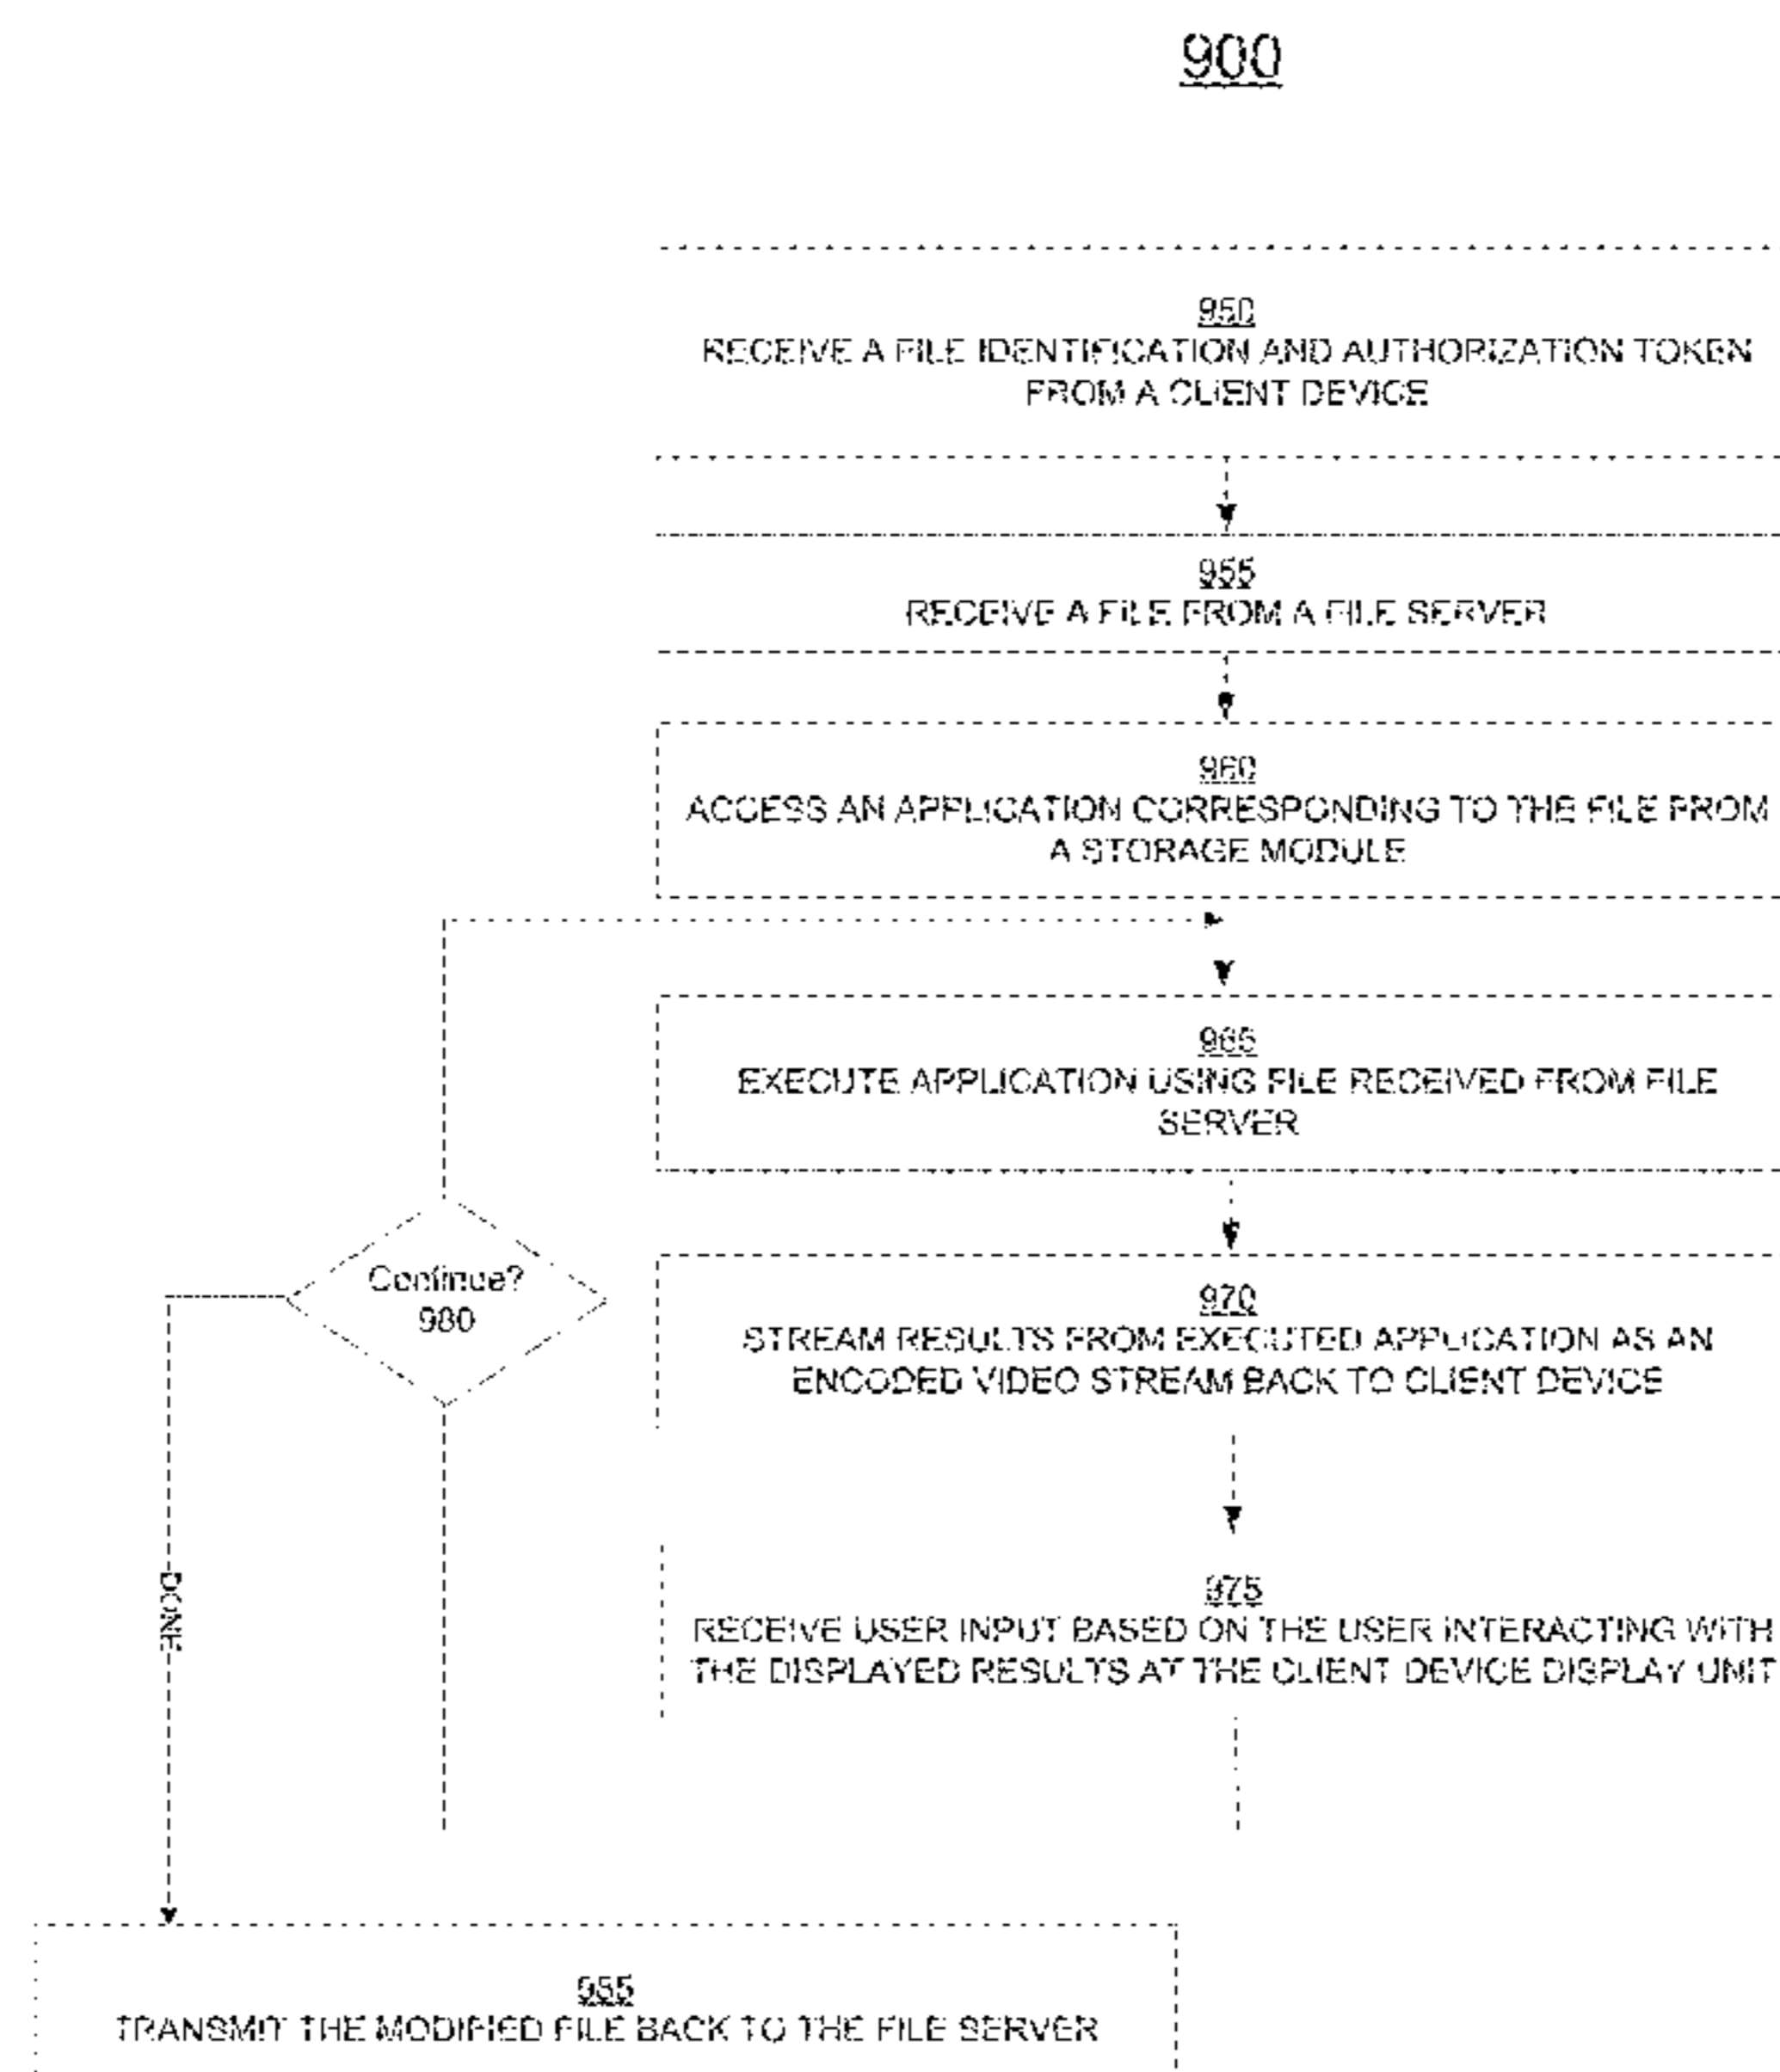 900
950
RECEIVE A FILE IDENTIFICATION AND AUTHORIZATION TOKEN
FROM A CLIENT DEVICE
955
RECEIVE A FILE FROM A FILE SERVER
960
ACCESS AN APPLICATION CORRESPONDING TO THE FILE FROM
A STORAGE MODULE
965
EXECUTE APPLICATION USING FILE RECEIVED FROM FILE
SERVER
Continue?
980
970
STREAM RESULTS FROM EXECUTED APPLICATION AS AN
ENCODED VIDEO STREAM BACK TO CLIENT DEVICE
DONE
975
RECEIVE USER INPUT BASED ON THE USER INTERACTING WITH
THE DISPLAYED RESULTS AT THE CLIENT DEVICE DISPLAY UNIT
985
TRANSMIT THE MODIFIED FILE BACK TO THE FILE SERVER